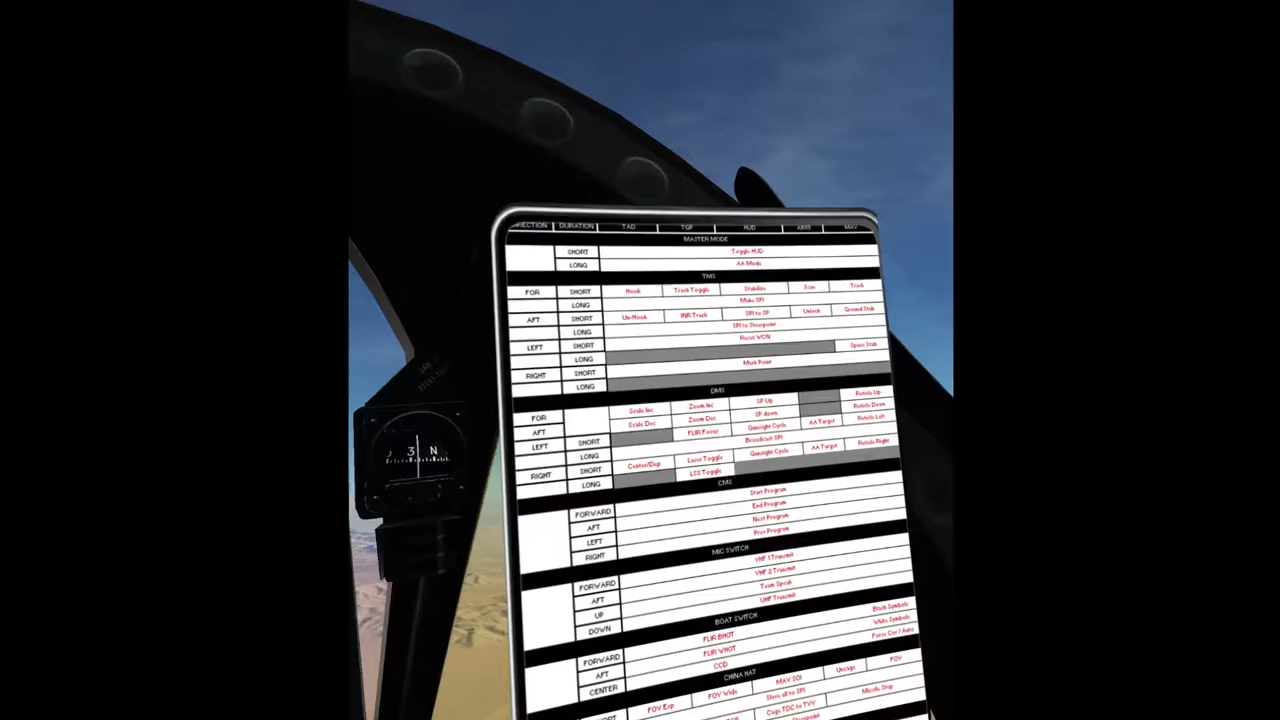 RECTION DURATION TAD TGP HUD AIM9 MAV
MASTER MODE
SHORT Toggle HUD
LONG AA Mode
TMS
FOR SHORT Hook Track Toggle Stabilize Scan Track
LONG Make SPI
AFT SHORT Un-Hook INR Track SPI to SP Unlock Ground Stab
LONG SPI to Steerpoint
LEFT SHORT Reset WCN
LONG Space Stab
RIGHT SHORT Mark Point
LONG
DMS
FOR Scale Inc Zoom Inc SP Up Reticle Up
AFT Scale Dec Zoom Dec SP down Reticle Down
LEFT SHORT FLIR Focus Gunsight Cycle AA Target Reticle Left
LONG Broadcast SPI
RIGHT SHORT Center/Dep Laser Toggle Gunsight Cycle AA Target Reticle Right
LONG LSS Toggle
CMS
FORWARD Start Program
AFT End Program
LEFT Next Program
RIGHT Prev Program
MIC SWITCH
FORWARD VHF 1 Transmit
AFT VHF 2 Transmit
UP Team Speak
DOWN UHF Transmit
BOAT SWITCH
FORWARD FLIR BHOT Black Symbols
AFT FLIR WHOT White Symbols
CENTER CCD Force Cor / Auto
CHINA HAT
SHORT FOV Exp FOV Wide MAV SOI Uncage FOV
Slave all to SPI Missile Step
Cage TDC to TVV
3 N